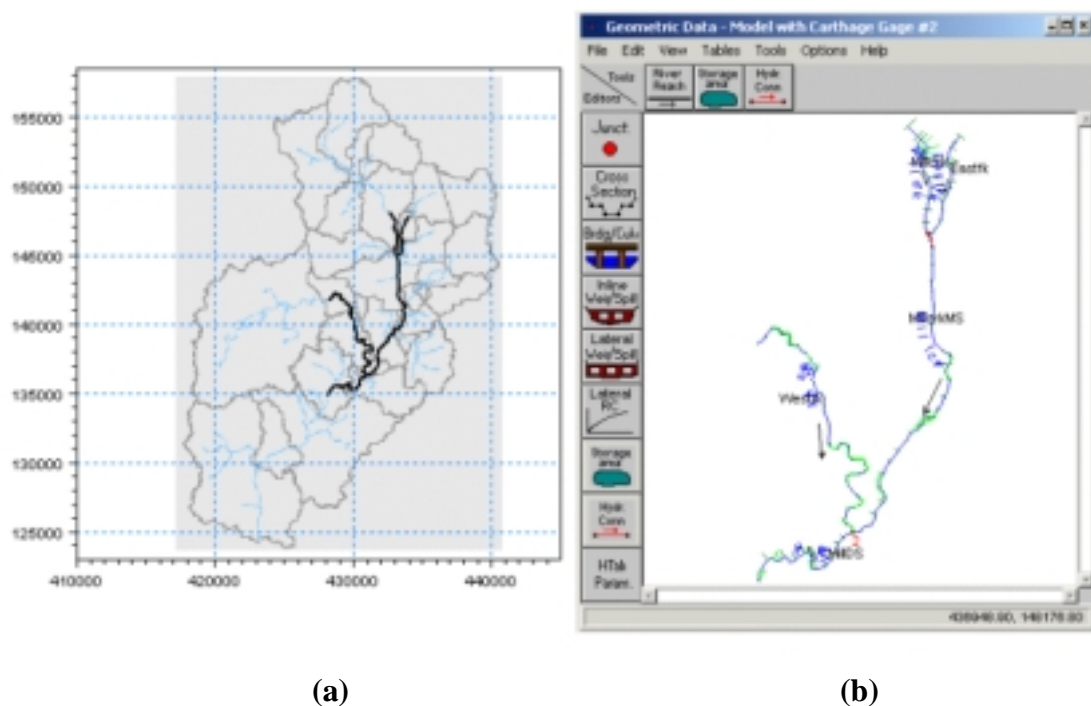 155000
150000
145000
140000
135000
130000
125000
410000
420000
430000
440000
Geometric Data - Model with Carthage Gage #2
File Edit View Tables Tools Options Help
Tools
Editors
River
Reach
Storage
area
Hydr
Conn
Junct.
Cross
Section
Brdg/Culv
Inline
Weir/Spill
Lateral
Weir/Spill
Lateral
RC
Storage
area
Hydr
Conn
HTab
Param.
Eastfk
(a)
(b)